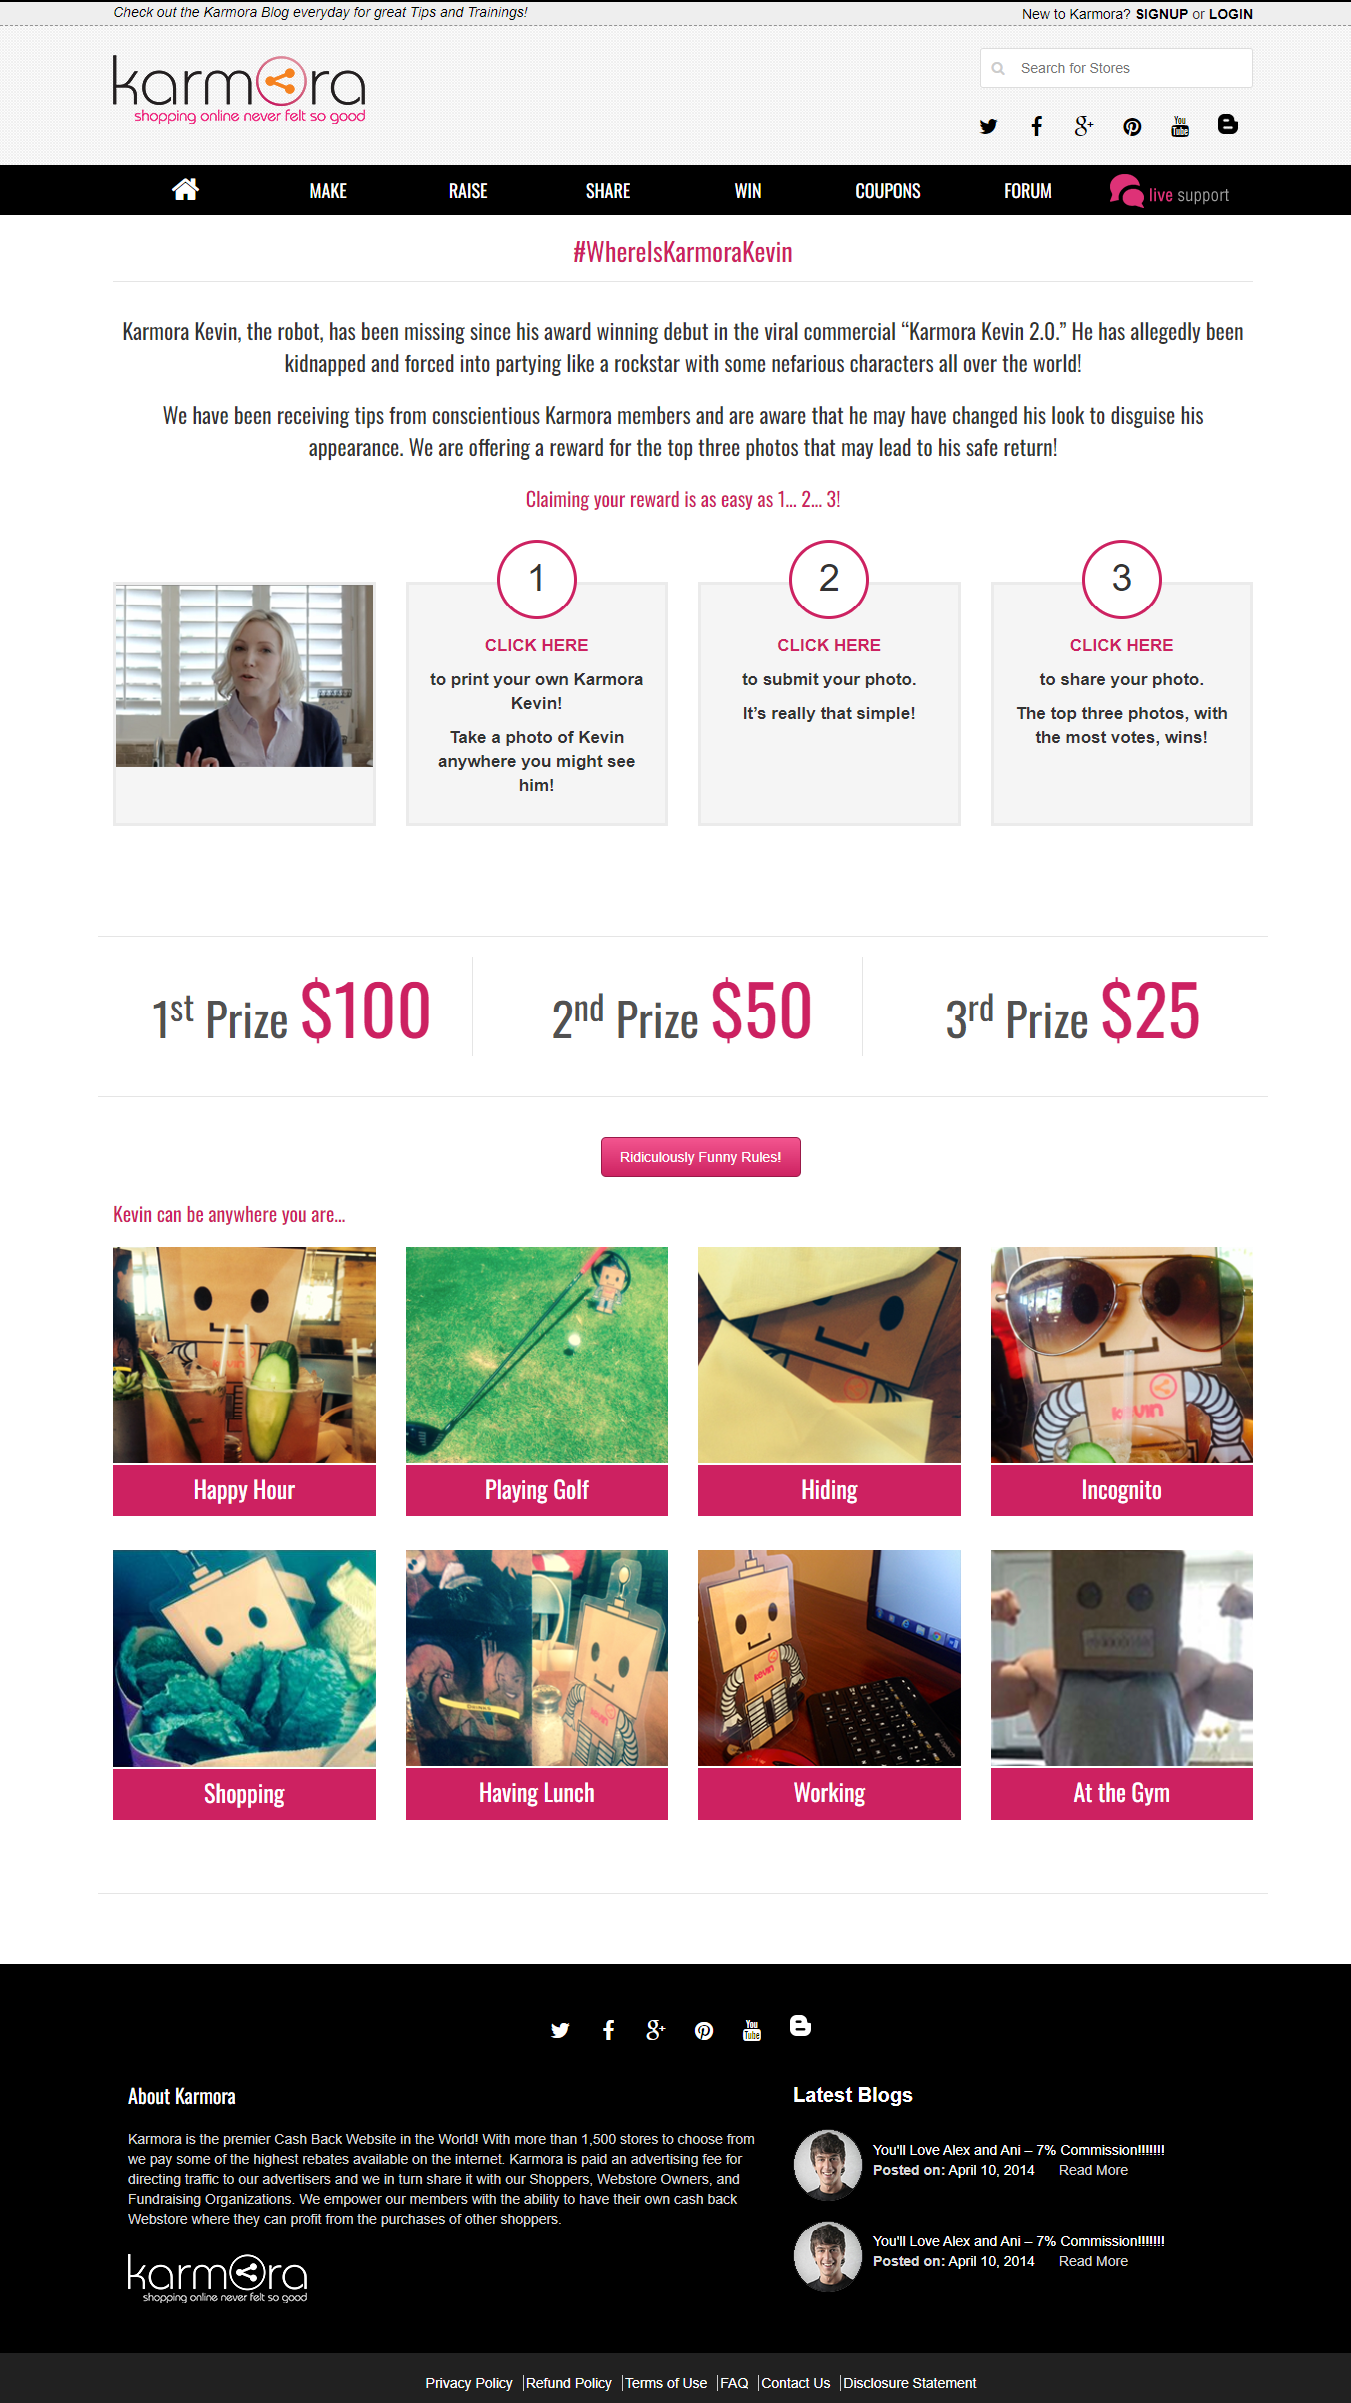 Check out the Karmora Blog everyday for great Tips and Trainings!
New to Karmora? SIGNUP or LOGIN
karmora
shopping online never felt so good
Search for Stores
You
Tube
MAKE
RAISE
SHARE
WIN
COUPONS
FORUM
live support
#WhereIsKarmoraKevin
Karmora Kevin, the robot, has been missing since his award winning debut in the viral commercial “Karmora Kevin 2.0.” He has allegedly been
kidnapped and forced into partying like a rockstar with some nefarious characters all over the world!
We have been receiving tips from conscientious Karmora members and are aware that he may have changed his look to disguise his
appearance. We are offering a reward for the top three photos that may lead to his safe return!
Claiming your reward is as easy as 1... 2... 3!
1
CLICK HERE
to print your own Karmora
Kevin!
Take a photo of Kevin
anywhere you might see
him!
2
CLICK HERE
to submit your photo.
It’s really that simple!
3
CLICK HERE
to share your photo.
The top three photos, with
the most votes, wins!
1st Prize $100
2nd Prize $50
3rd Prize $25
Ridiculously Funny Rules!
Kevin can be anywhere you are...
kevin
kevin
Happy Hour
Playing Golf
Hiding
Incognito
kevin
kevin
Shopping
Having Lunch
Working
At the Gym
You
Tube
About Karmora
Karmora is the premier Cash Back Website in the World! With more than 1,500 stores to choose from
we pay some of the highest rebates available on the internet. Karmora is paid an advertising fee for
directing traffic to our advertisers and we in turn share it with our Shoppers, Webstore Owners, and
Fundraising Organizations. We empower our members with the ability to have their own cash back
Webstore where they can profit from the purchases of other shoppers.
karmora
shopping online never felt so good
Latest Blogs
You'll Love Alex and Ani – 7% Commission!!!!!!!
Posted on: April 10, 2014 Read More
You'll Love Alex and Ani – 7% Commission!!!!!!!
Posted on: April 10, 2014 Read More
Privacy Policy |Refund Policy |Terms of Use |FAQ |Contact Us |Disclosure Statement